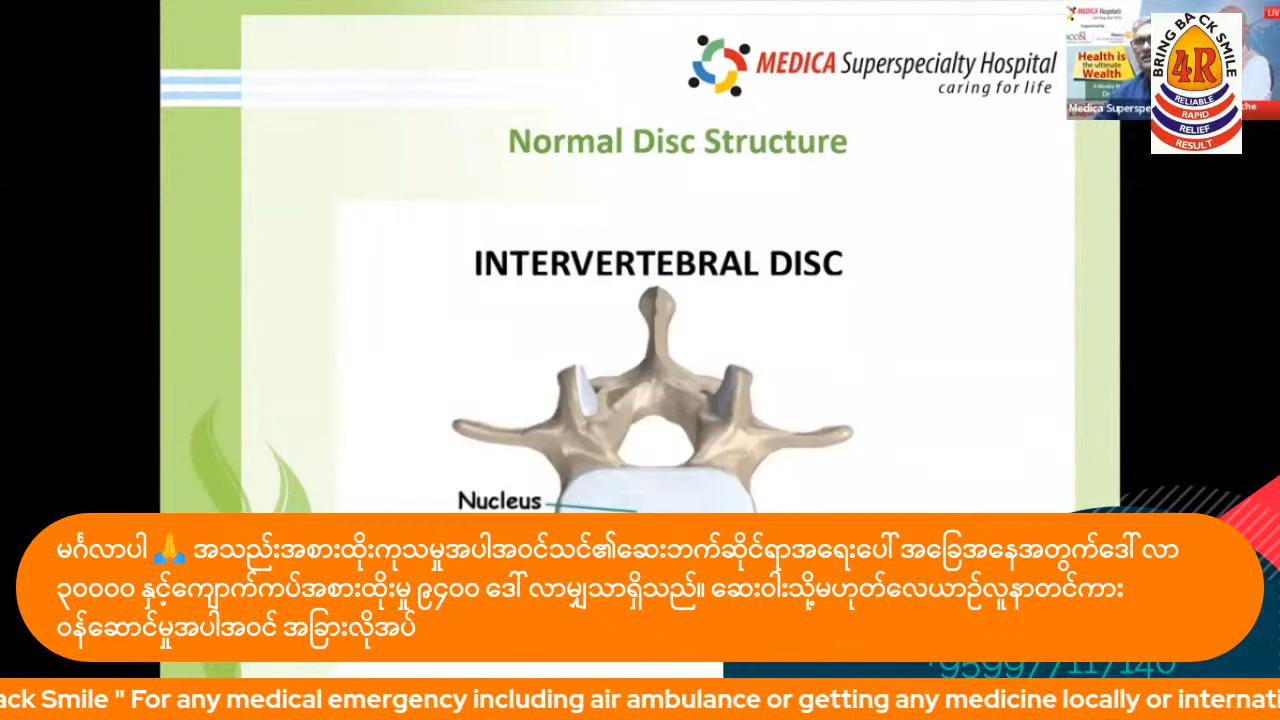 MEDICA Superspecialty Hospital
caring for life
Normal Disc Structure
INTERVERTEBRAL DISC
Nucleus
MEDICA Hospitals
Health is
the ultimate
Wealth
Medica Superspe
LIV
BRING BACK SMILE
4R
RELIABLE
RAPID
RELIEF
RESULT
မင်္ဂလာပါ 🙏 အသည်းအစားထိုးကုသမှုအပါအဝင်သင်၏ဆေးဘက်ဆိုင်ရာအရေးပေါ် အခြေအနေအတွက်ဒေါ် လာ
၃၀၀၀၀ နှင့်ကျောက်ကပ်အစားထိုးမှု ၉၄၀၀ ဒေါ် လာမျှသာရှိသည်။ ဆေးဝါးသို့မဟုတ်လေယာဉ်လူနာတင်ကား
ဝန်ဆောင်မှုအပါအဝင် အခြားလိုအပ်
+959977117140
ack Smile " For any medical emergency including air ambulance or getting any medicine locally or internati